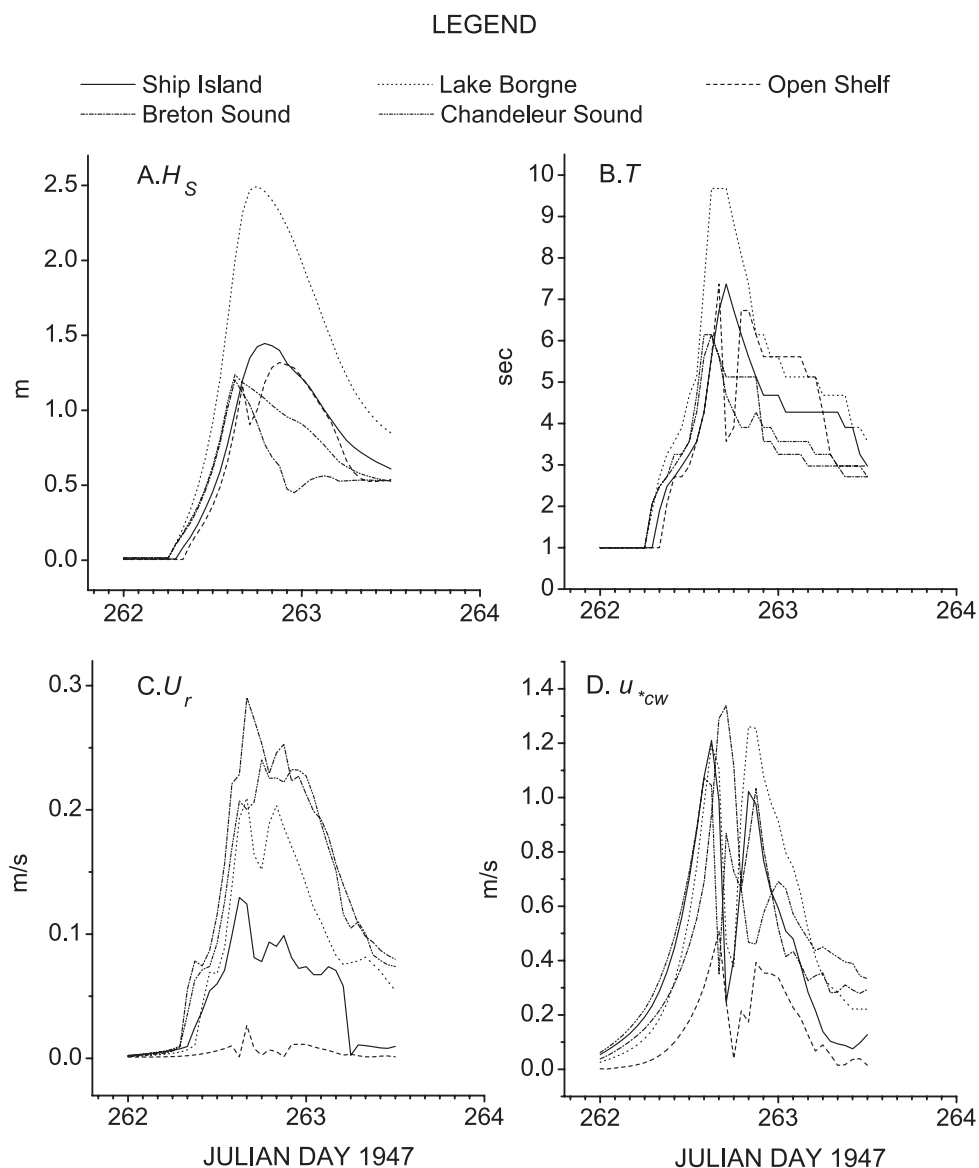 LEGEND
Ship Island
Lake Borgne
Open Shelf
Breton Sound
Chandeleur Sound
A.H_S
B.T
2.5
2.0
1.5
1.0
0.5
0.0
m
10
9
8
7
6
5
4
3
2
1
0
sec
262
263
264
262
263
264
C.U_r
D. u_*cw
0.3
0.2
0.1
0.0
m/s
1.4
1.2
1.0
0.8
0.6
0.4
0.2
0.0
m/s
262
263
264
262
263
264
JULIAN DAY 1947
JULIAN DAY 1947